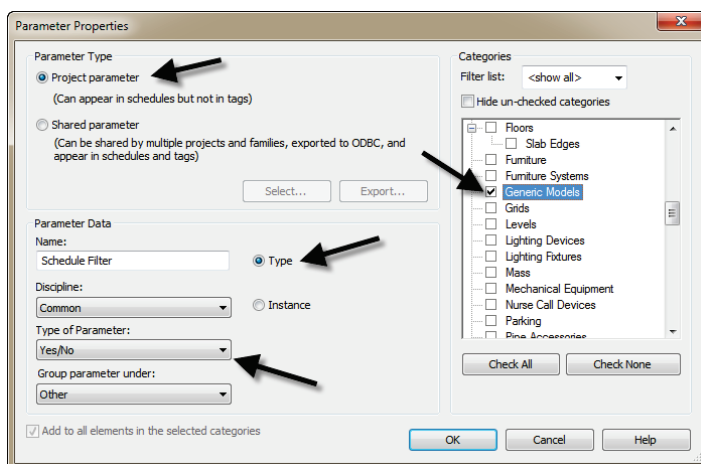 Parameter Properties
Parameter Type
Project parameter
(Can appear in schedules but not in tags)
Shared parameter
(Can be shared by multiple projects and families, exported to ODBC, and
appear in schedules and tags)
Select...
Export...
Parameter Data
Name:
Schedule Filter
Type
Discipline:
Common
Instance
Type of Parameter:
Yes/No
Group parameter under:
Other
Add to all elements in the selected categories
Categories
Filter list:
<show all>
Hide un-checked categories
Floors
Slab Edges
Furniture
Furniture Systems
Generic Models
Grids
Levels
Lighting Devices
Lighting Fixtures
Mass
Mechanical Equipment
Nurse Call Devices
Parking
Pipe Accessories
Check All
Check None
OK
Cancel
Help